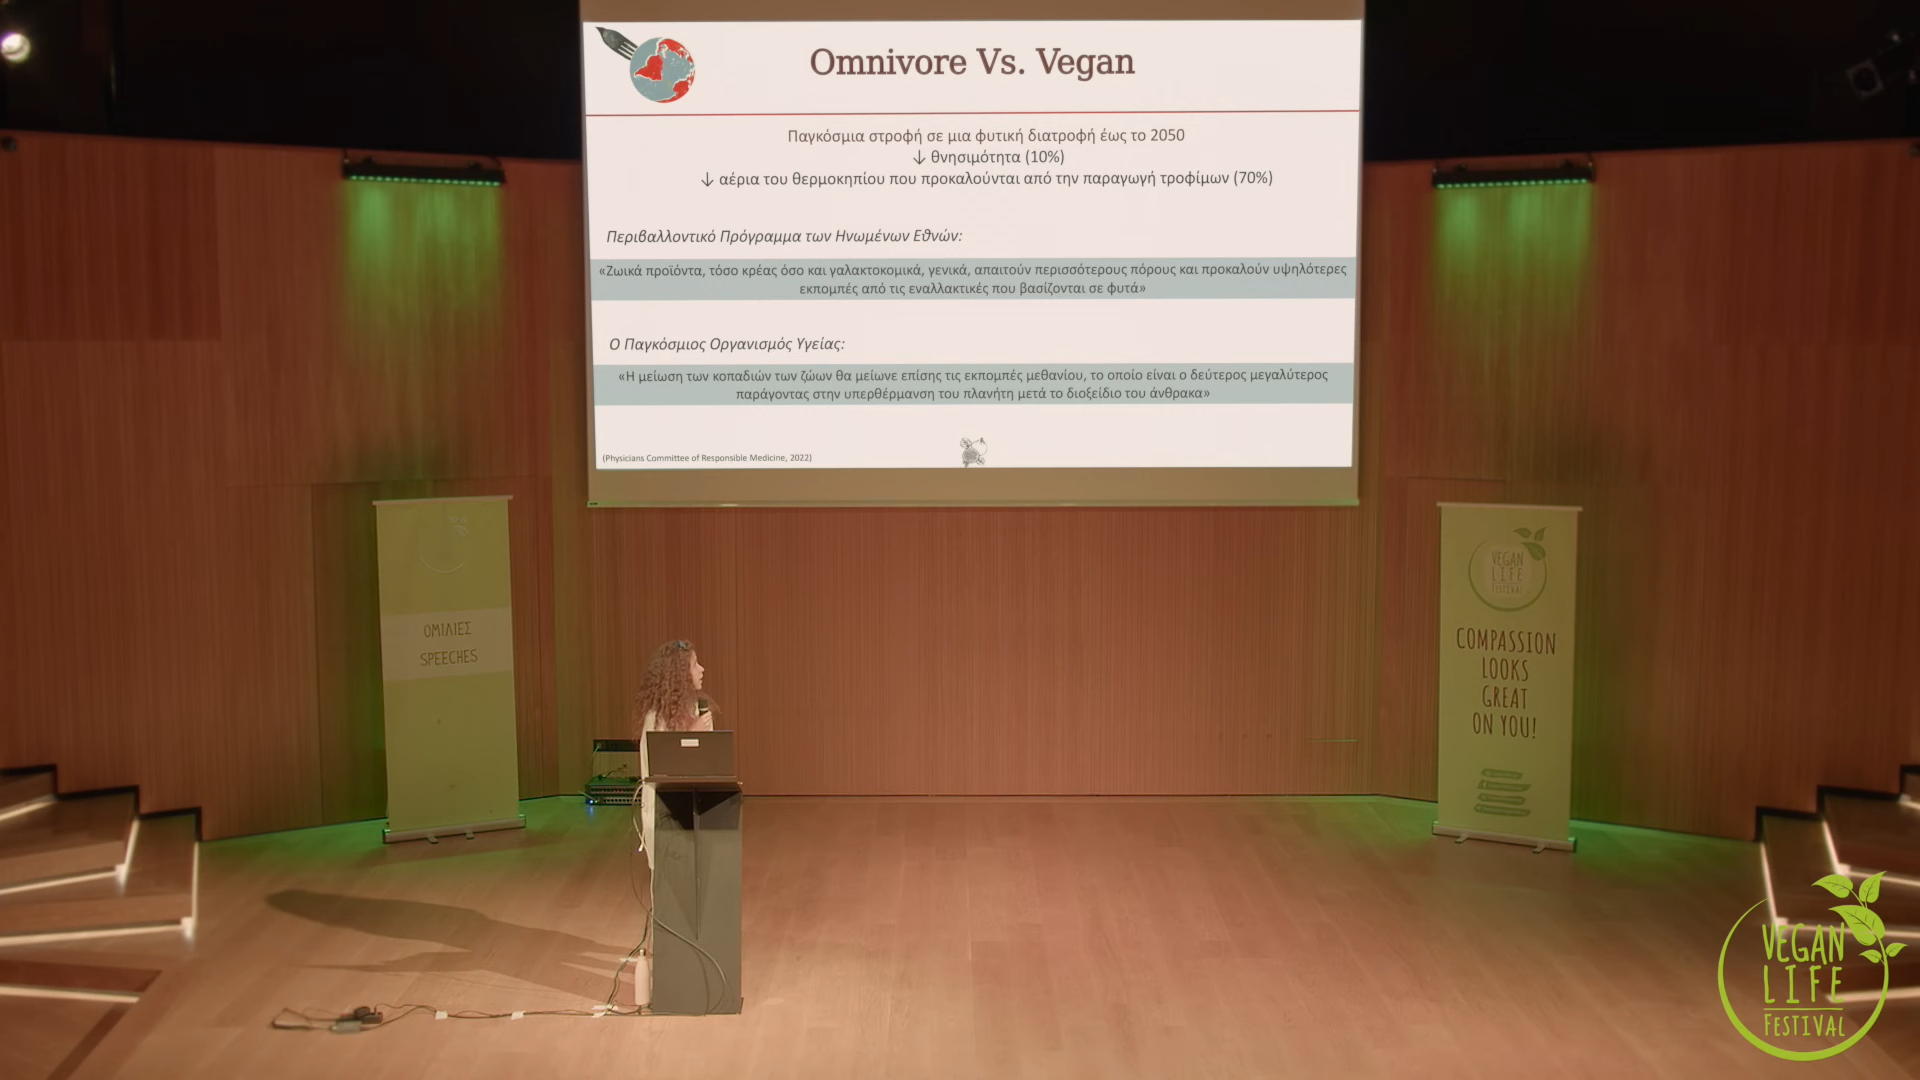 Omnivore Vs. Vegan
Παγκόσμια στροφή σε μια φυτική διατροφή έως το 2050
↓ θνησιμότητα (10%)
↓ αέρια του θερμοκηπίου που προκαλούνται από την παραγωγή τροφίμων (70%)
Περιβαλλοντικό Πρόγραμμα των Ηνωμένων Εθνών:
«Ζωικά προϊόντα, τόσο κρέας όσο και γαλακτοκομικά, γενικά, απαιτούν περισσότερους πόρους και προκαλούν υψηλότερες
εκπομπές από τις εναλλακτικές που βασίζονται σε φυτά»
Ο Παγκόσμιος Οργανισμός Υγείας:
«Η μείωση των κοπαδιών των ζώων θα μείωνε επίσης τις εκπομπές μεθανίου, το οποίο είναι ο δεύτερος μεγαλύτερος
παράγοντας στην υπερθέρμανση του πλανήτη μετά το διοξείδιο του άνθρακα»
(Physicians Committee of Responsible Medicine, 2022)
ΟΜΙΛΙΕΣ
SPEECHES
VEGAN
LIFE
FESTIVAL
COMPASSION
LOOKS
GREAT
ON YOU!
VEGAN
LIFE
FESTIVAL